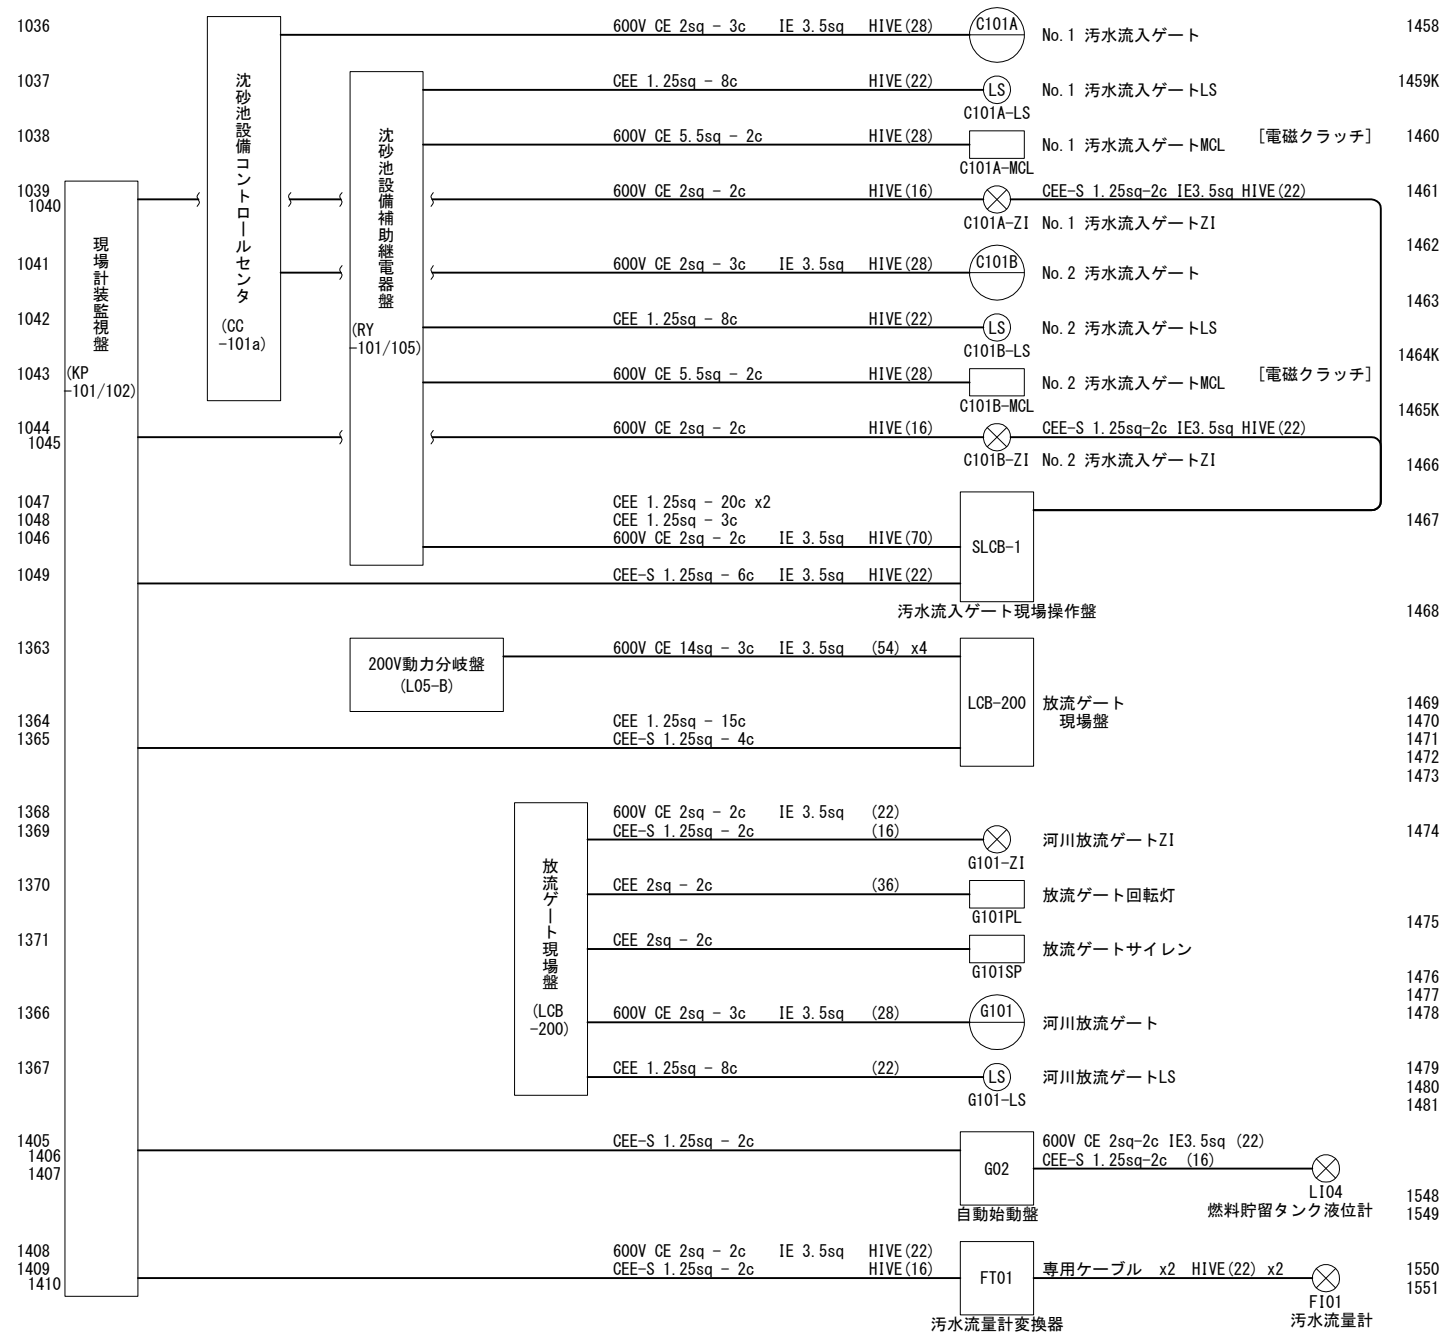 1036
600V CE 2sq - 3c IE 3.5sq HIVE(28)
C101A
No.1 汚水流入ゲート
1458
1037
沈砂池設備コントロールセンタ
(CC
-101a)
沈砂池設備補助継電器盤
(RY
-101/105)
CEE 1.25sq - 8c HIVE(22)
LS
No.1 汚水流入ゲートLS
1459K
C101A-LS
1038
600V CE 5.5sq - 2c HIVE(28)
No.1 汚水流入ゲートMCL
[電磁クラッチ]
1460
C101A-MCL
1039
1040
現場計装監視盤
(KP
-101/102)
600V CE 2sq - 2c HIVE(16)
CEE-S 1.25sq-2c IE3.5sq HIVE(22)
1461
C101A-ZI
No.1 汚水流入ゲートZI
1462
1041
600V CE 2sq - 3c IE 3.5sq HIVE(28)
C101B
No.2 汚水流入ゲート
1463
1042
CEE 1.25sq - 8c HIVE(22)
LS
No.2 汚水流入ゲートLS
C101B-LS
1464K
1043
600V CE 5.5sq - 2c HIVE(28)
No.2 汚水流入ゲートMCL
[電磁クラッチ]
C101B-MCL
1465K
1044
1045
600V CE 2sq - 2c HIVE(16)
CEE-S 1.25sq-2c IE3.5sq HIVE(22)
C101B-ZI
No.2 汚水流入ゲートZI
1466
1047
CEE 1.25sq - 20c x2
1048
CEE 1.25sq - 3c
1467
1046
600V CE 2sq - 2c IE 3.5sq HIVE(70)
SLCB-1
1049
CEE-S 1.25sq - 6c IE 3.5sq HIVE(22)
汚水流入ゲート現場操作盤
1468
1363
200V動力分岐盤
(L05-B)
600V CE 14sq - 3c IE 3.5sq (54) x4
LCB-200
放流ゲート
現場盤
1469
1470
1471
1472
1473
1364
CEE 1.25sq - 15c
1365
CEE-S 1.25sq - 4c
1368
600V CE 2sq - 2c IE 3.5sq (22)
1369
CEE-S 1.25sq - 2c (16)
1474
河川放流ゲートZI
G101-ZI
放流ゲート現場盤
(LCB
-200)
1370
CEE 2sq - 2c (36)
放流ゲート回転灯
G101PL
1475
1371
CEE 2sq - 2c
放流ゲートサイレン
G101SP
1476
1477
1478
1366
600V CE 2sq - 3c IE 3.5sq (28)
G101
河川放流ゲート
1367
CEE 1.25sq - 8c (22)
LS
河川放流ゲートLS
G101-LS
1479
1480
1481
1405
1406
1407
CEE-S 1.25sq - 2c
G02
自動始動盤
600V CE 2sq-2c IE3.5sq (22)
CEE-S 1.25sq-2c (16)
LI04
燃料貯留タンク液位計
1548
1549
1408
600V CE 2sq - 2c IE 3.5sq HIVE(22)
1409
CEE-S 1.25sq - 2c HIVE(16)
1410
FT01
汚水流量計変換器
専用ケーブル x2 HIVE(22) x2
FI01
汚水流量計
1550
1551